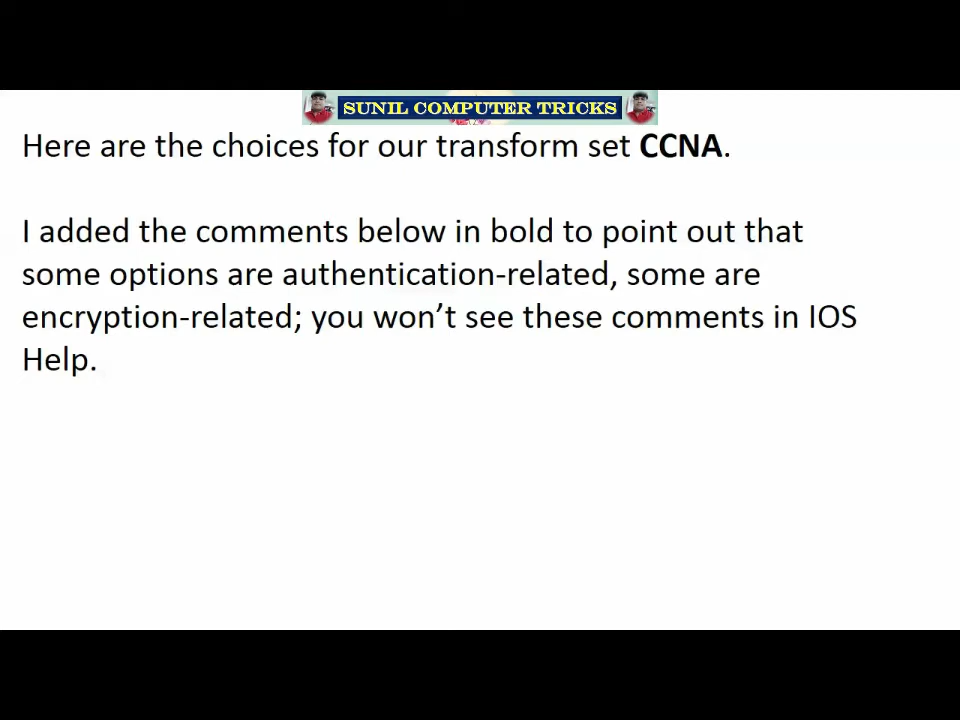 SUNIL COMPUTER TRICKS
Here are the choices for our transform set CCNA.
I added the comments below in bold to point out that
some options are authentication-related, some are
encryption-related; you won’t see these comments in IOS
Help.